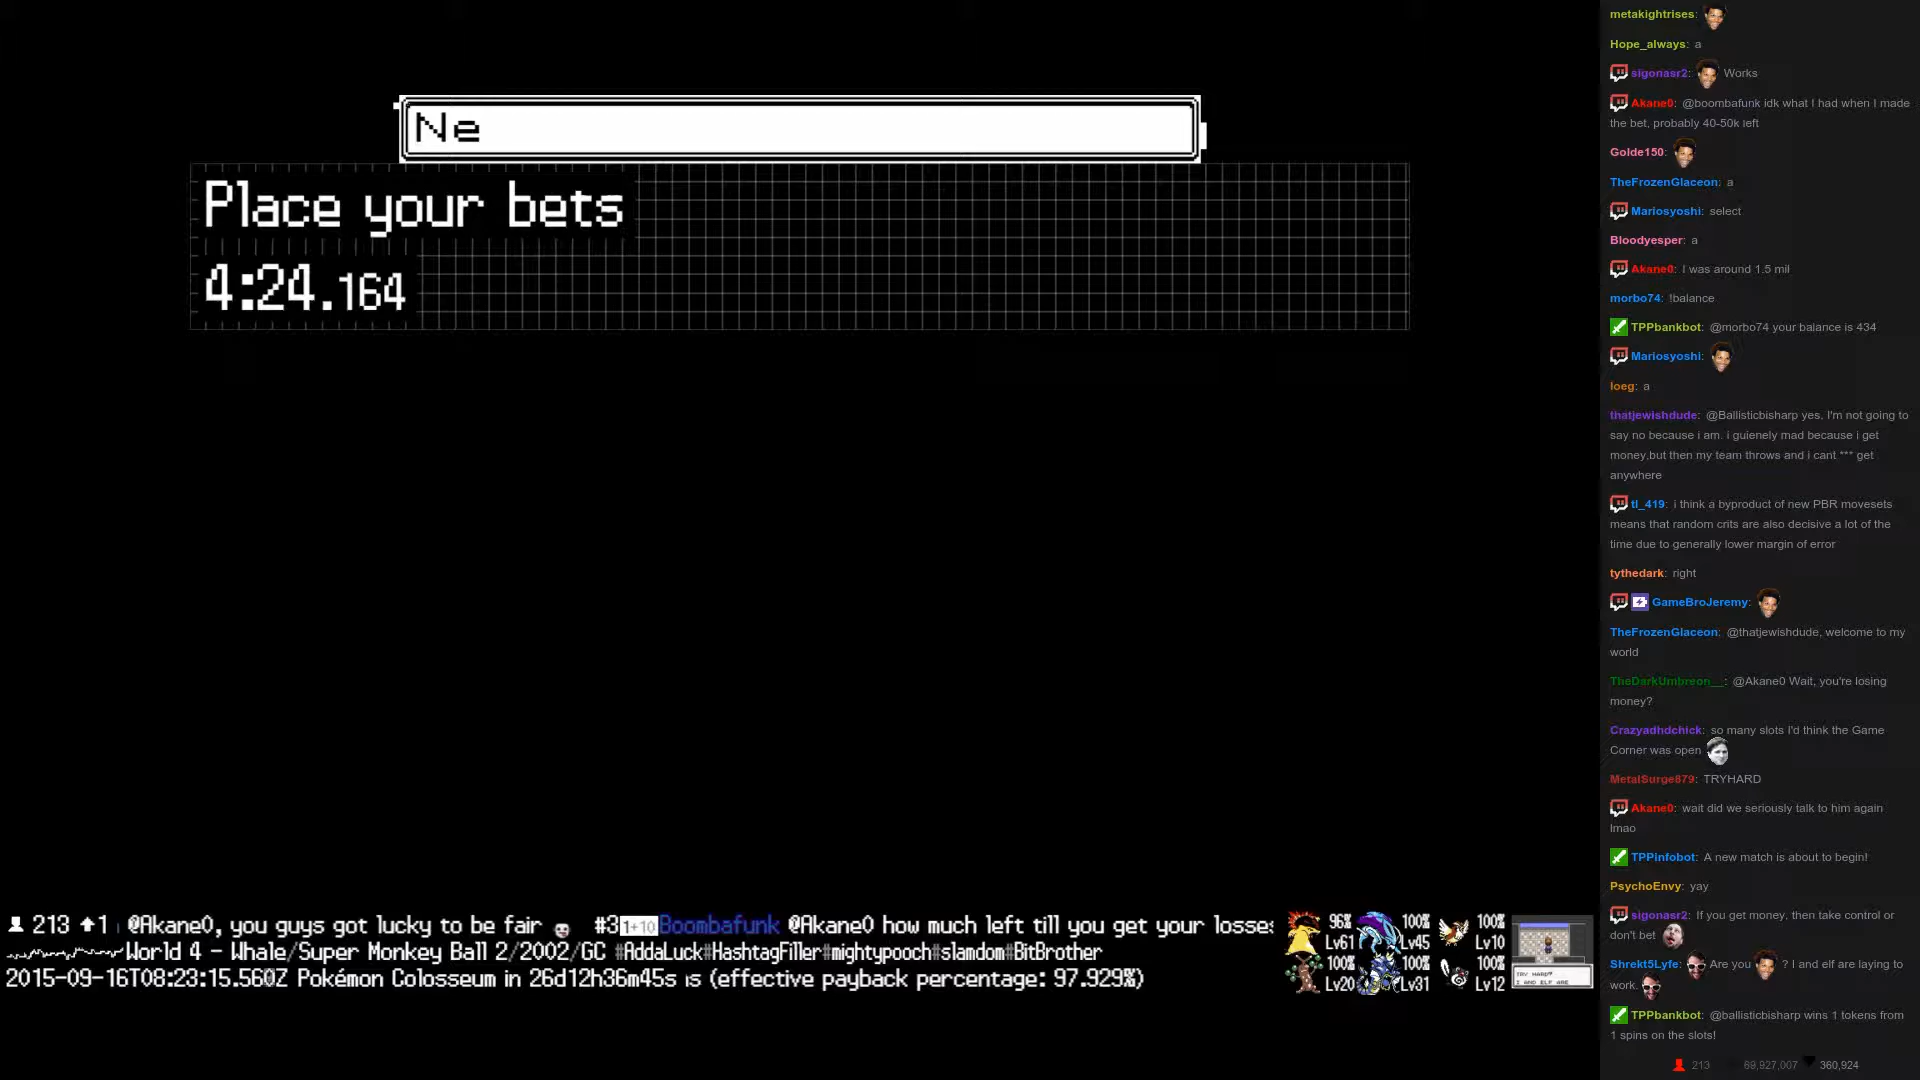 Ne
Place your bets
4:24.164
metakightrises:
Hope_always: a
sigonasr2: Works
Akane0: @boombafunk idk what I had when I made
the bet, probably 40-50k left
Golde150:
TheFrozenGlaceon: a
Mariosyoshi: select
Bloodyesper: a
Akane0: I was around 1.5 mil
morbo74: !balance
TPPbankbot: @morbo74 your balance is 434
Mariosyoshi:
loeg: a
thatjewishdude: @Ballisticbisharp yes, I'm not going to
say no because i am. i guienely mad because i get
money,but then my team throws and i cant *** get
anywhere
tl_419: i think a byproduct of new PBR movesets
means that random crits are also decisive a lot of the
time due to generally lower margin of error
tythedark: right
GameBroJeremy:
TheFrozenGlaceon: @thatjewishdude, welcome to my
world
TheDarkUmbreon__: @Akane0 Wait, you're losing
money?
Crazyadhdchick: so many slots I'd think the Game
Corner was open
MetalSurge879: TRYHARD
Akane0: wait did we seriously talk to him again
lmao
TPPinfobot: A new match is about to begin!
PsychoEnvy: yay
sigonasr2: If you get money, then take control or
don't bet
Shrekt5Lyfe: Are you ? I and elf are laying to
work.
TPPbankbot: @ballisticbisharp wins 1 tokens from
1 spins on the slots!
213 69,927,007 360,924
213 1 @Akane0, you guys got lucky to be fair #3 1+10 Boombafunk @Akane0 how much left till you get your losses
World 4 - Whale/Super Monkey Ball 2/2002/GC #AddaLuck#HashtagFiller#mightypooch#slamdom#BitBrother
2015-09-16T08:23:15.560Z Pokémon Colosseum in 26d12h36m45s is (effective payback percentage: 97.929%)
96% 100% 100%
Lv61 Lv45 Lv10
100% 100% 100%
Lv20 Lv31 Lv12
TRY HARD?
I AND ELF ARE